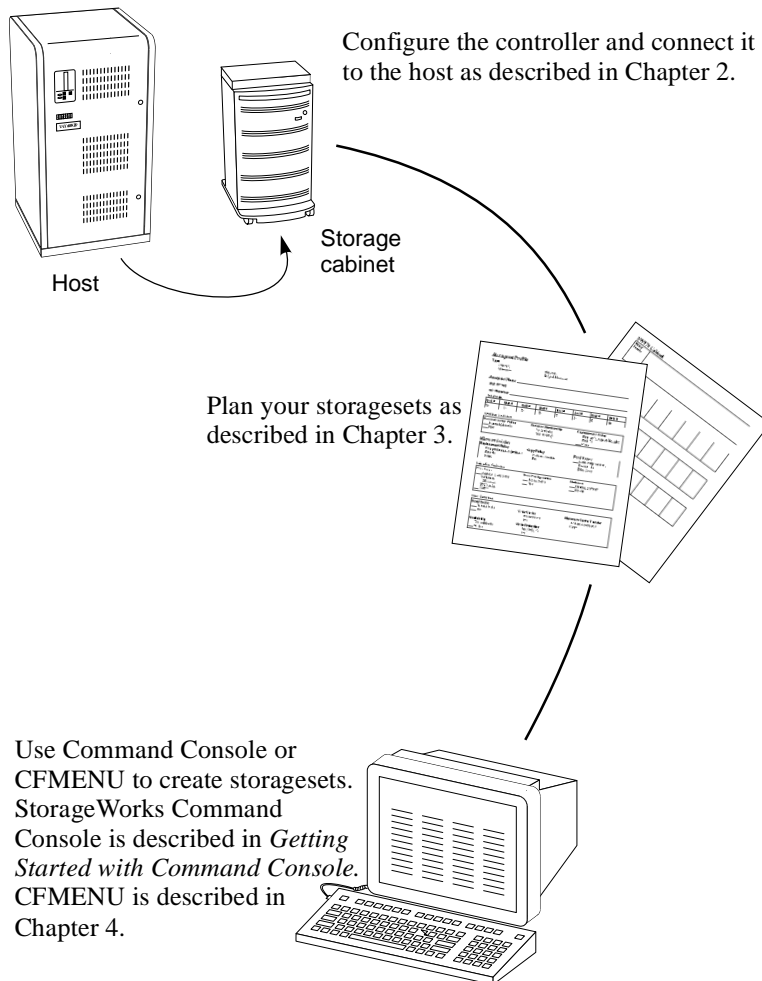 Configure the controller and connect it
to the host as described in Chapter 2.
Storage
cabinet
Host
Plan your storagesets as
described in Chapter 3.
Use Command Console or
CFMENU to create storagesets.
StorageWorks Command
Console is described in Getting
Started with Command Console.
CFMENU is described in
Chapter 4.